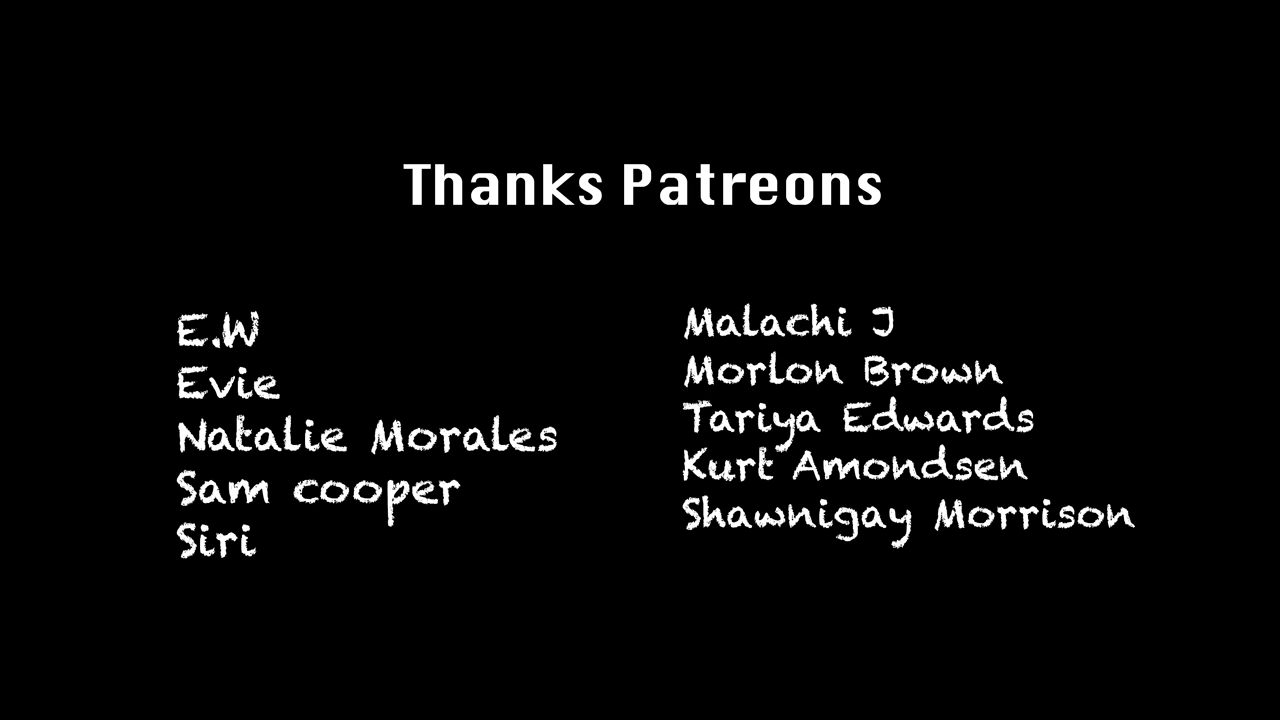 Thanks Patreons
E.W
Evie
Natalie Morales
Sam cooper
Siri
Malachi J
Morlon Brown
Tariya Edwards
Kurt Amondsen
Shawnigay Morrison